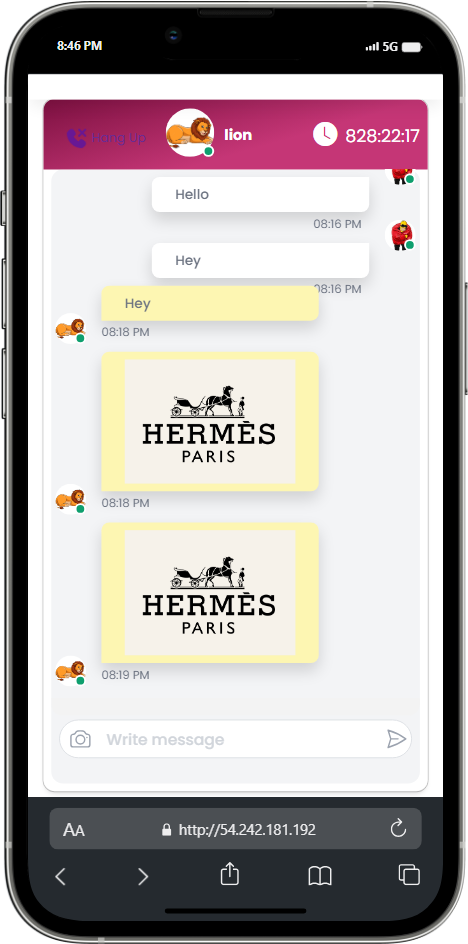 8:46 PM
5G
Hang Up
lion
828:22:17
Hello
08:16 PM
Hey
08:16 PM
Hey
08:18 PM
HERMÈS
PARIS
08:18 PM
HERMÈS
PARIS
08:19 PM
Write message
AA
http://54.242.181.192